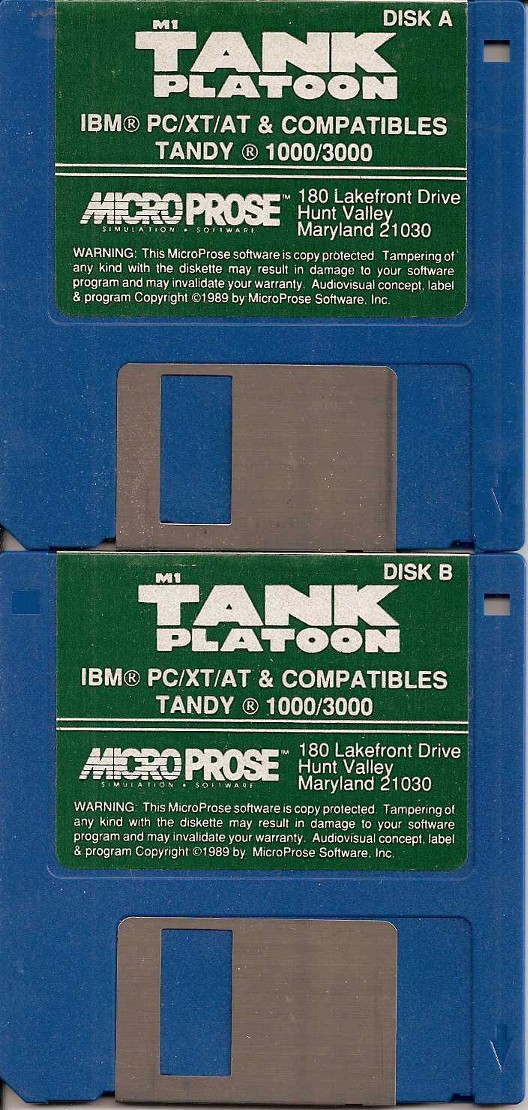 DISK A
M1
TANK
PLATOON
IBM® PC/XT/AT & COMPATIBLES
TANDY ® 1000/3000
MICRO PROSE™
SIMULATION • SOFTWARE
180 Lakefront Drive
Hunt Valley
Maryland 21030
WARNING: This MicroProse software is copy protected. Tampering of
any kind with the diskette may result in damage to your software
program and may invalidate your warranty. Audiovisual concept, label
& program Copyright ©1989 by MicroProse Software, Inc.
DISK B
M1
TANK
PLATOON
IBM® PC/XT/AT & COMPATIBLES
TANDY ® 1000/3000
MICRO PROSE™
SIMULATION • SOFTWARE
180 Lakefront Drive
Hunt Valley
Maryland 21030
WARNING: This MicroProse software is copy protected. Tampering of
any kind with the diskette may result in damage to your software
program and may invalidate your warranty. Audiovisual concept, label
& program Copyright ©1989 by MicroProse Software, Inc.